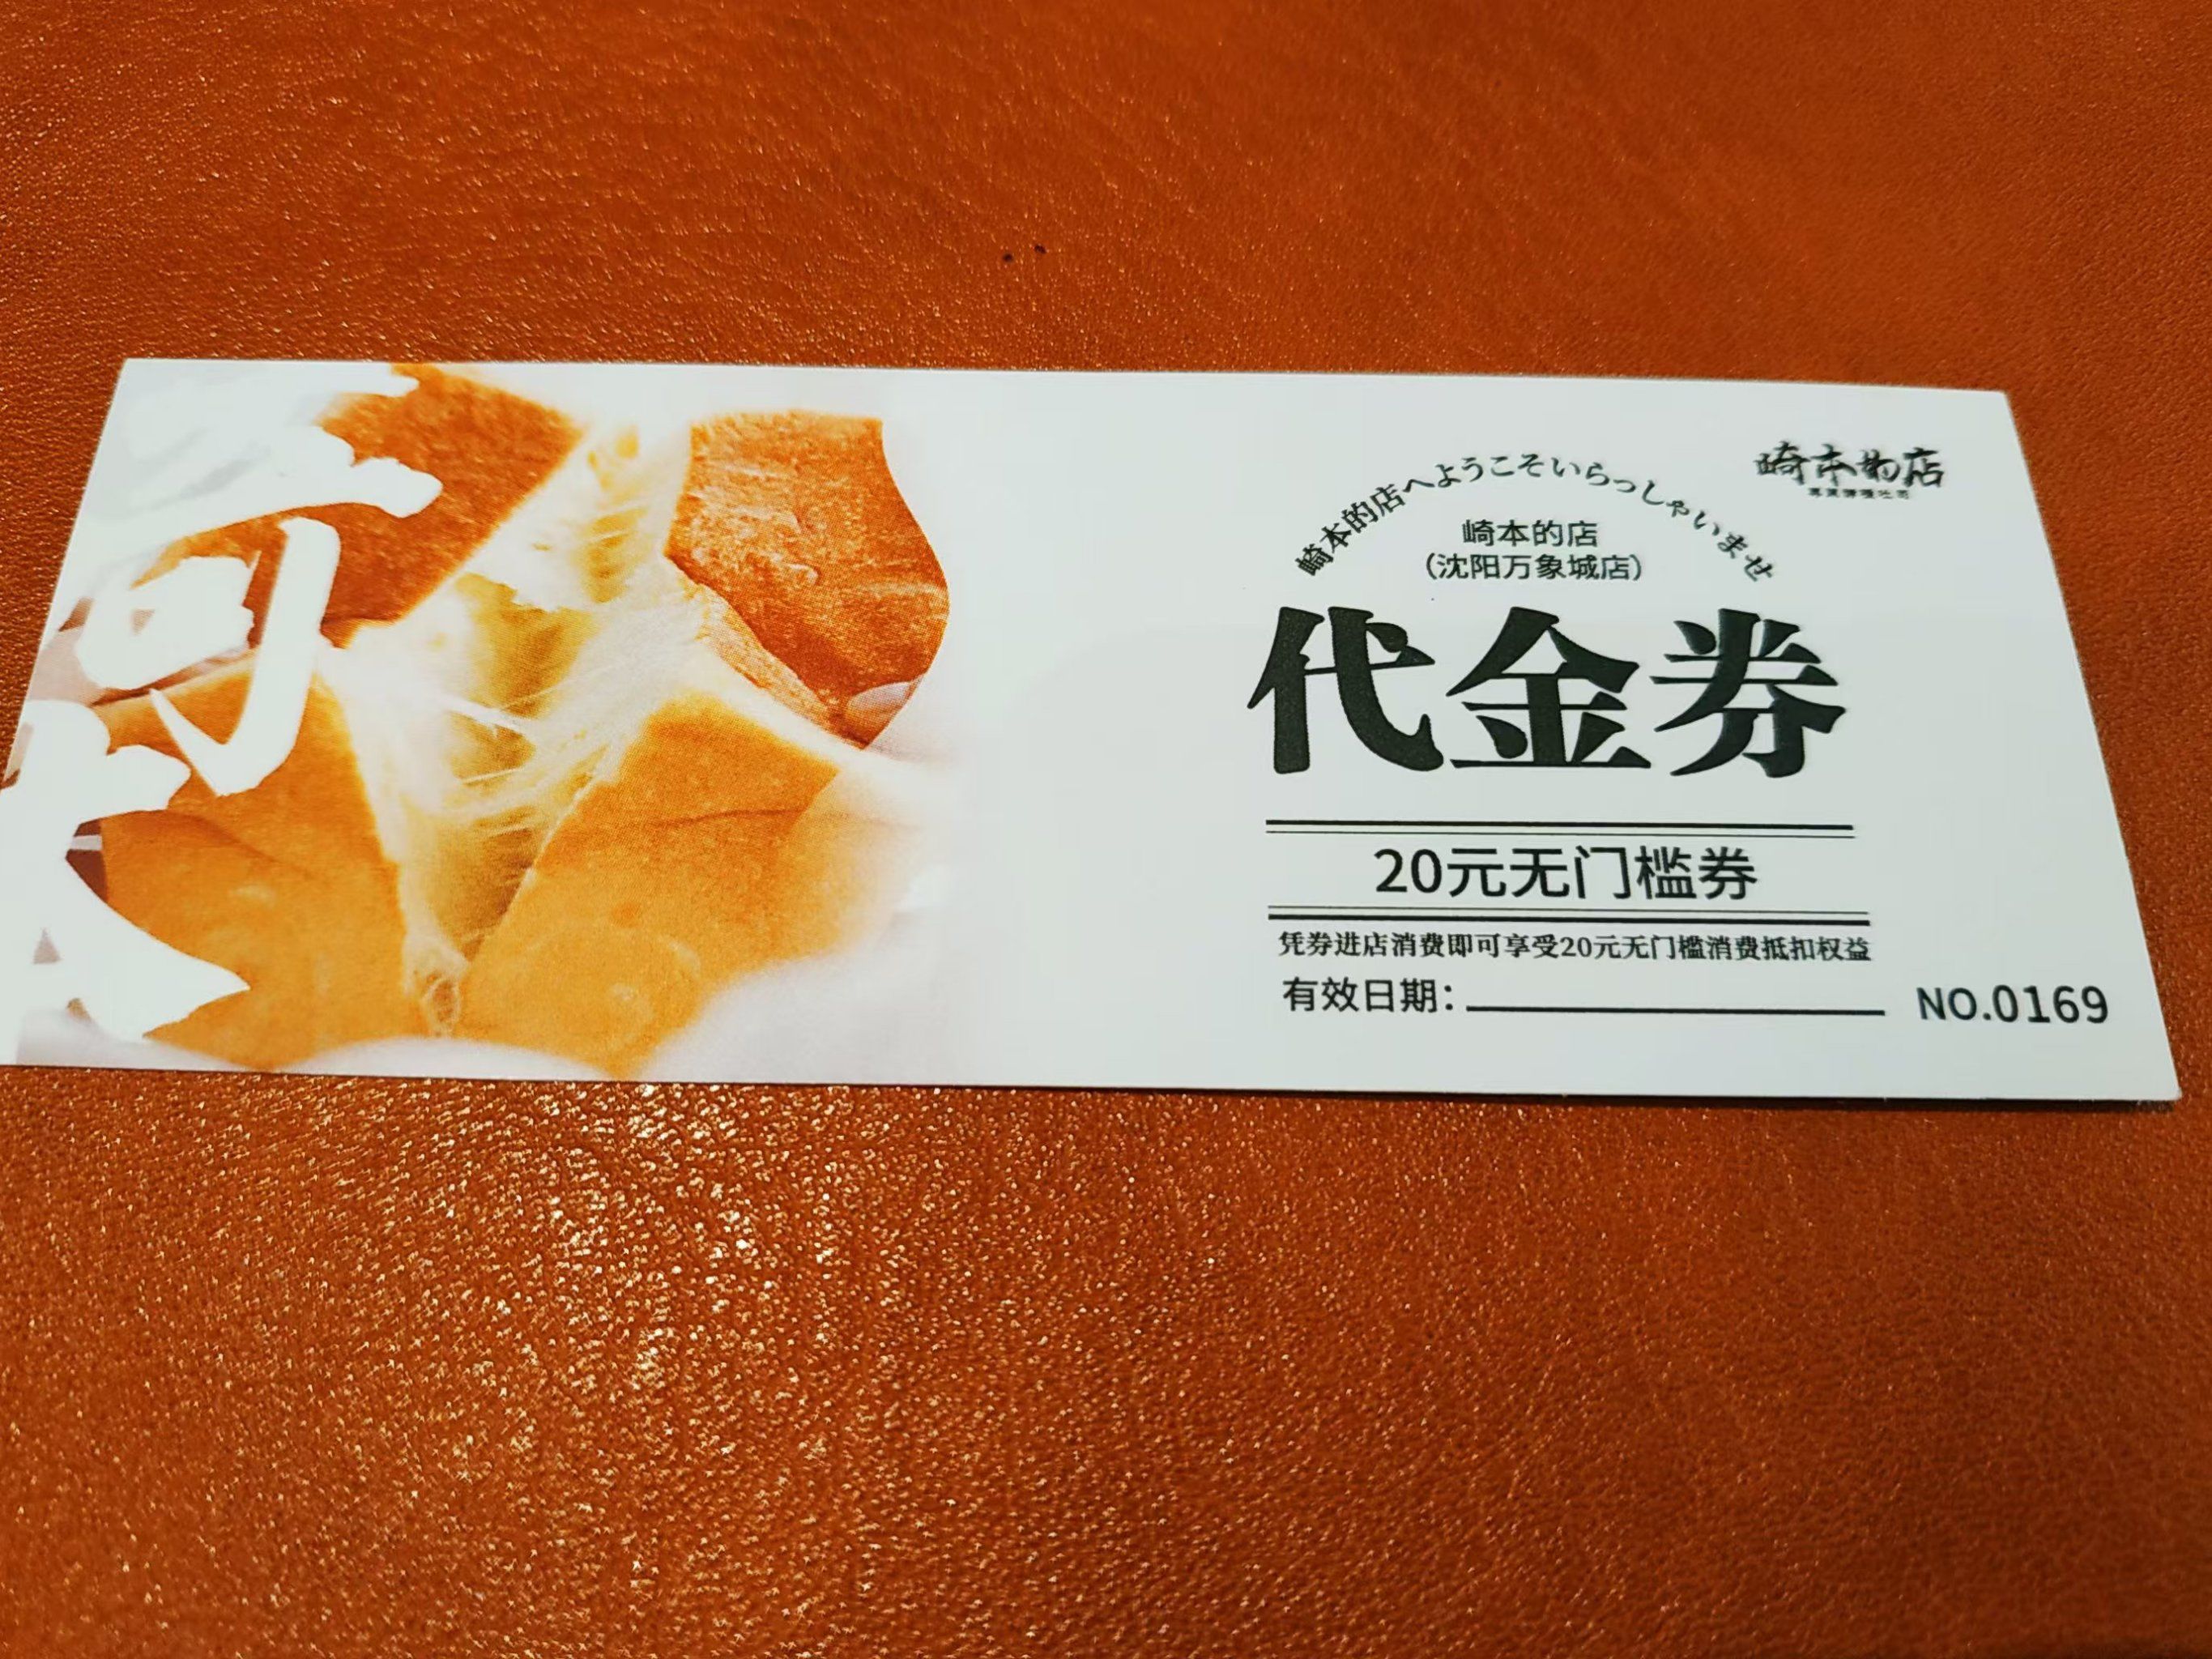 崎本的店へようこそいらっしゃいませ
崎本的店
崎本的店
(沈阳万象城店)
代金券
20元无门槛券
凭券进店消费即可享受20元无门槛消费抵扣权益
有效日期:
NO.0169